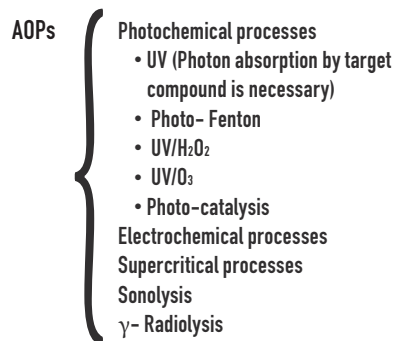 AOPs
Photochemical processes
• UV (Photon absorption by target
compound is necessary)
• Photo- Fenton
• UV/H₂O₂
• UV/O₃
• Photo-catalysis
Electrochemical processes
Supercritical processes
Sonolysis
γ- Radiolysis